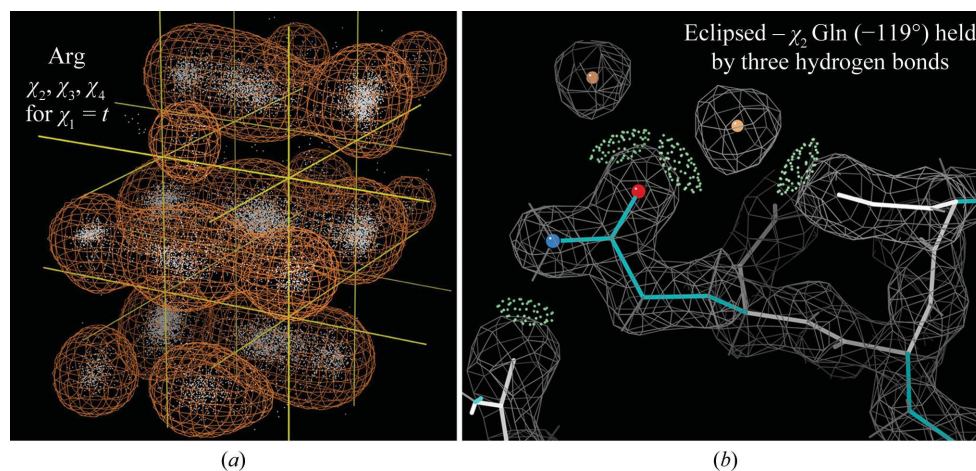 Arg
χ₂, χ₃, χ₄
for χ₁ = t
Eclipsed – χ₂ Gln (−119°) held
by three hydrogen bonds
(a)
(b)